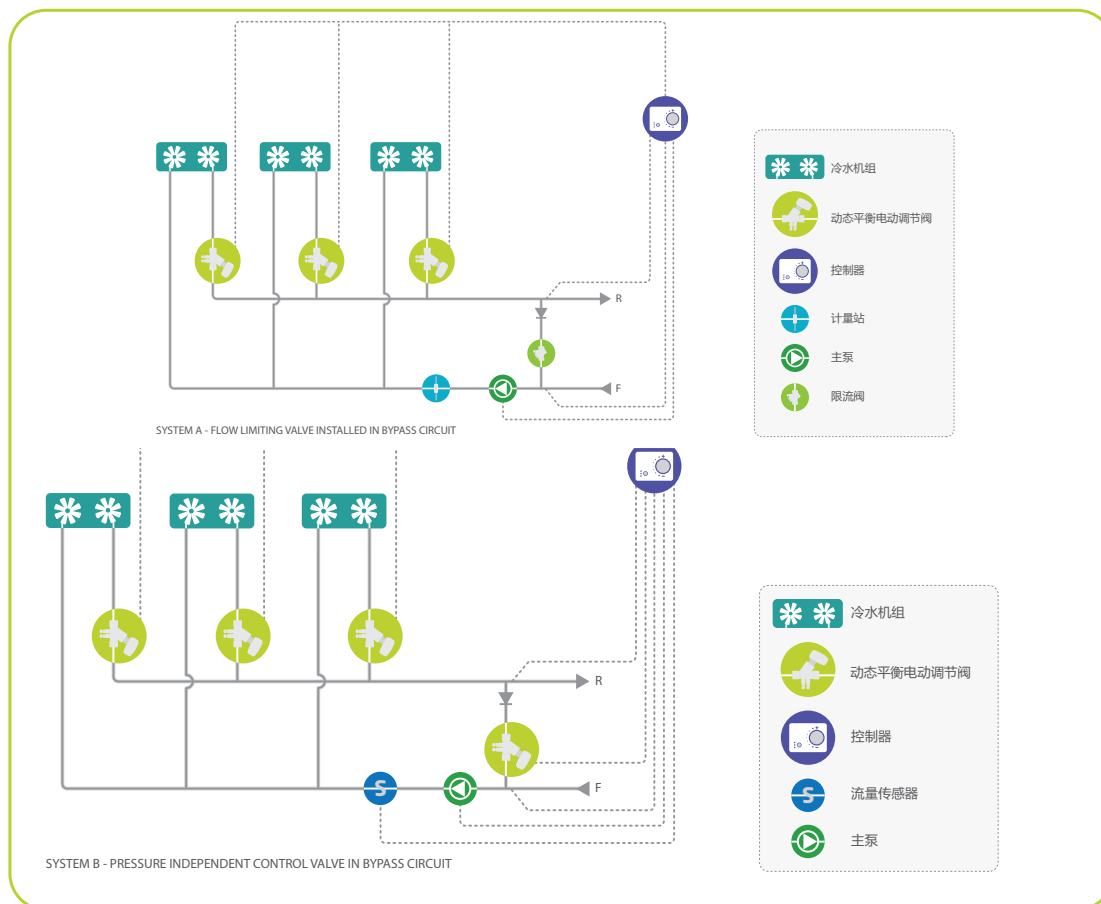 R
F
SYSTEM A - FLOW LIMITING VALVE INSTALLED IN BYPASS CIRCUIT
冷水机组
动态平衡电动调节阀
控制器
计量站
主泵
限流阀
R
S
F
SYSTEM B - PRESSURE INDEPENDENT CONTROL VALVE IN BYPASS CIRCUIT
冷水机组
动态平衡电动调节阀
控制器
S
流量传感器
主泵